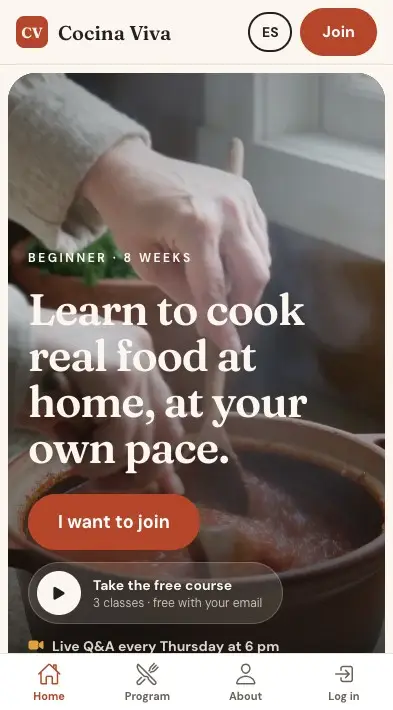 CV Cocina Viva ES Join
BEGINNER · 8 WEEKS
Learn to cook
real food at
home, at your
own pace.
I want to join
Take the free course
3 classes · free with your email
Live Q&A every Thursday at 6 pm
Home Program About Log in